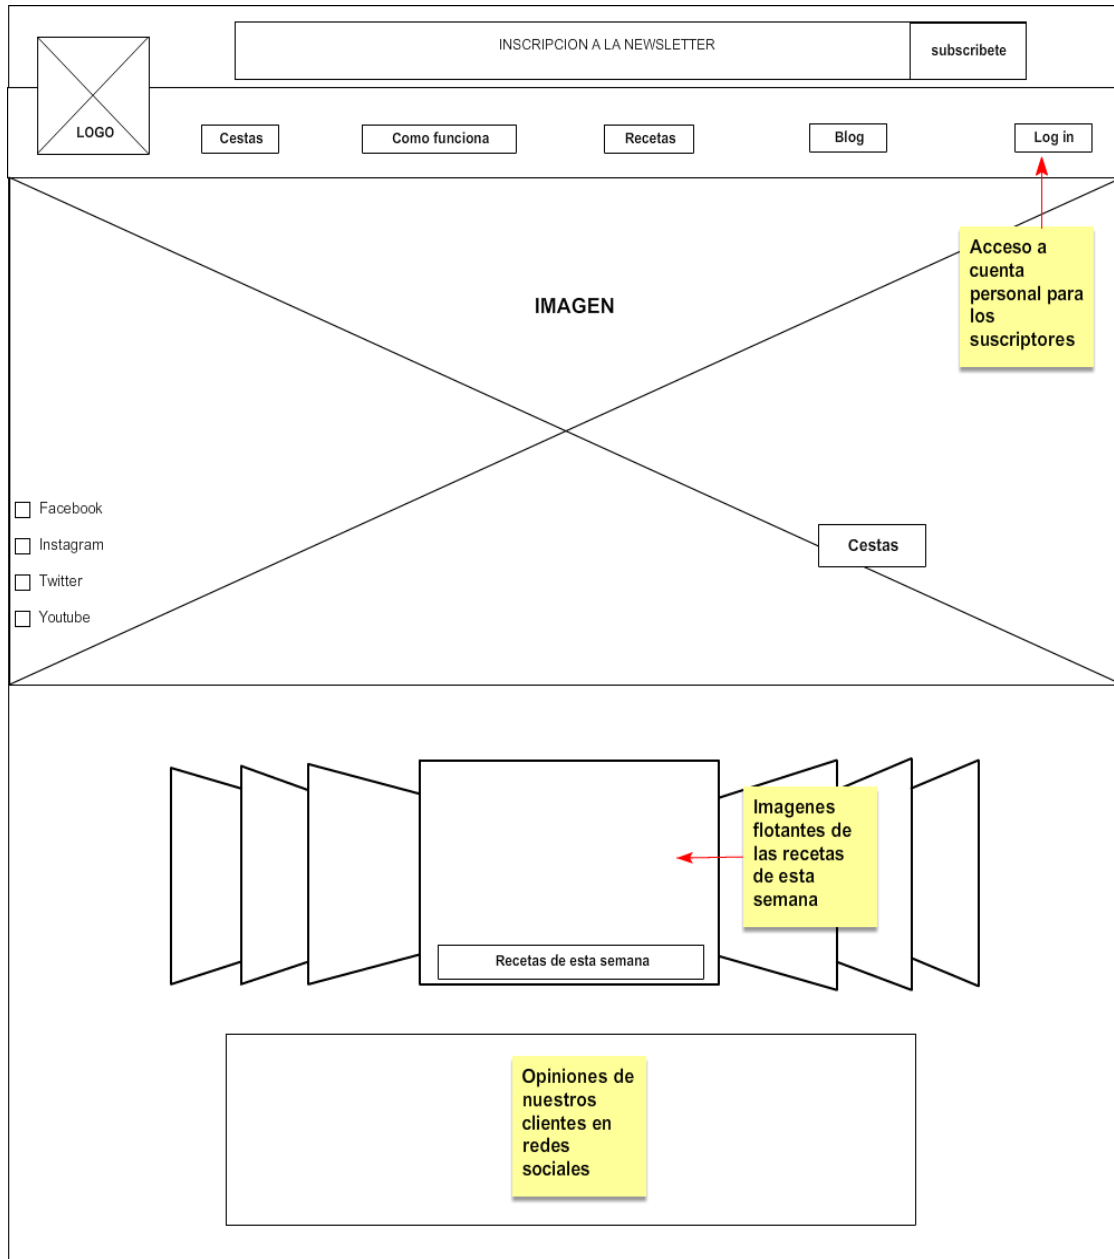 INSCRIPCION A LA NEWSLETTER
subscribete
LOGO
Cestas
Como funciona
Recetas
Blog
Log in
Acceso a
cuenta
personal para
los
suscriptores
IMAGEN
Facebook
Instagram
Twitter
Youtube
Cestas
Imagenes
flotantes de
las recetas
de esta
semana
Recetas de esta semana
Opiniones de
nuestros
clientes en
redes
sociales